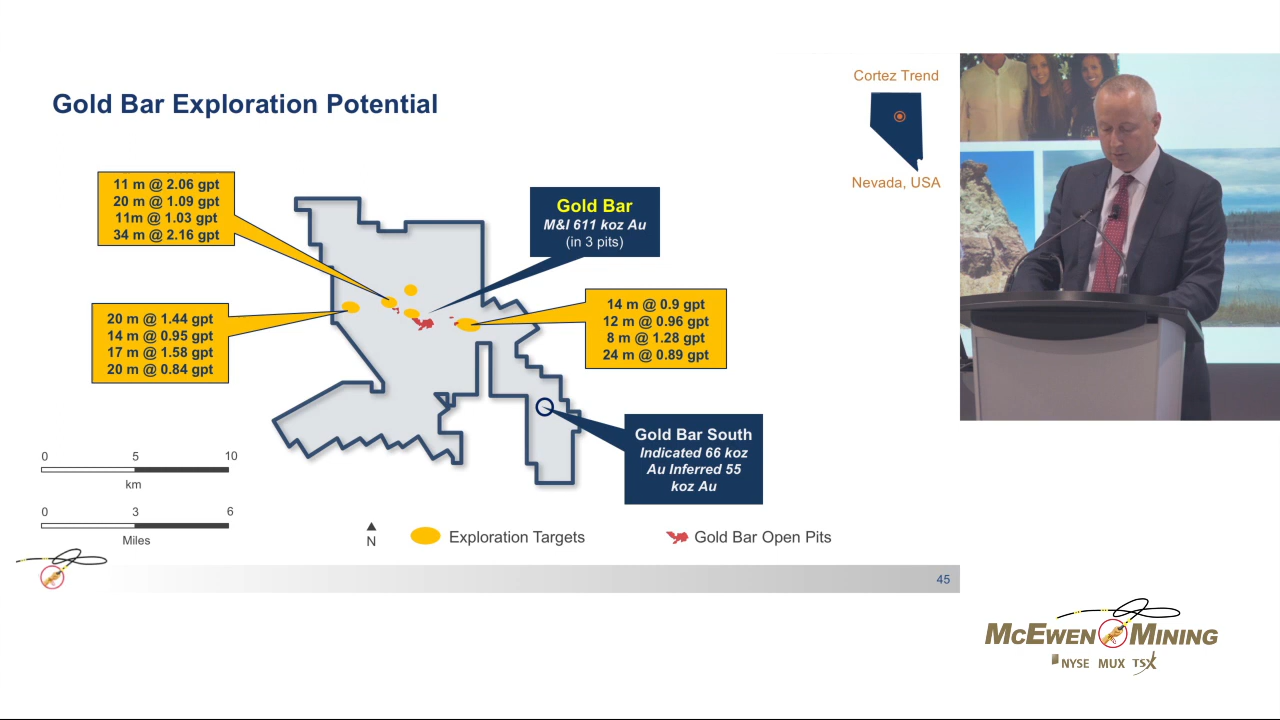 Gold Bar Exploration Potential
Cortez Trend
Nevada, USA
11 m @ 2.06 gpt
20 m @ 1.09 gpt
11m @ 1.03 gpt
34 m @ 2.16 gpt
Gold Bar
M&I 611 koz Au
(in 3 pits)
20 m @ 1.44 gpt
14 m @ 0.95 gpt
17 m @ 1.58 gpt
20 m @ 0.84 gpt
14 m @ 0.9 gpt
12 m @ 0.96 gpt
8 m @ 1.28 gpt
24 m @ 0.89 gpt
Gold Bar South
Indicated 66 koz
Au Inferred 55
koz Au
0 5 10
km
0 3 6
Miles
N
Exploration Targets
Gold Bar Open Pits
45
McEwen Mining
NYSE MUX TSX